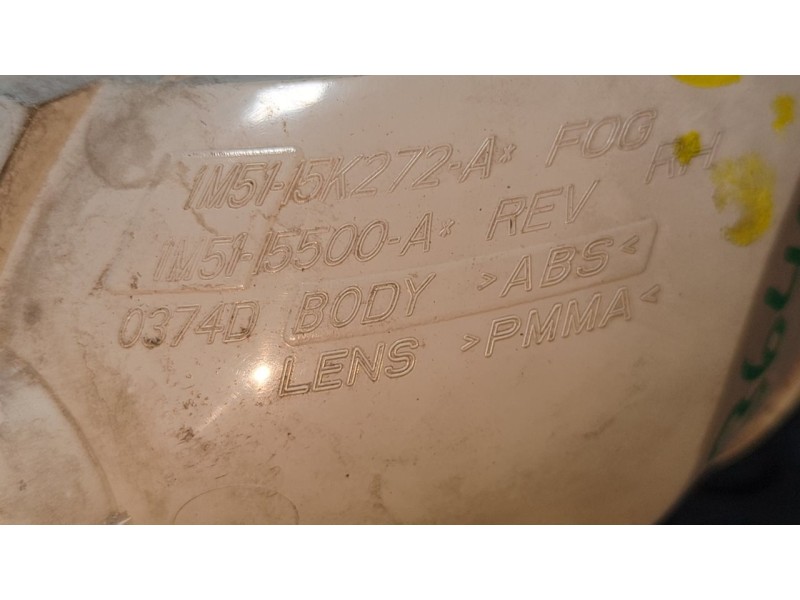 1M51-15K272-A* FOG
RH
1M51-15500-A* REV
0374D BODY >ABS<
LENS >PMMA<